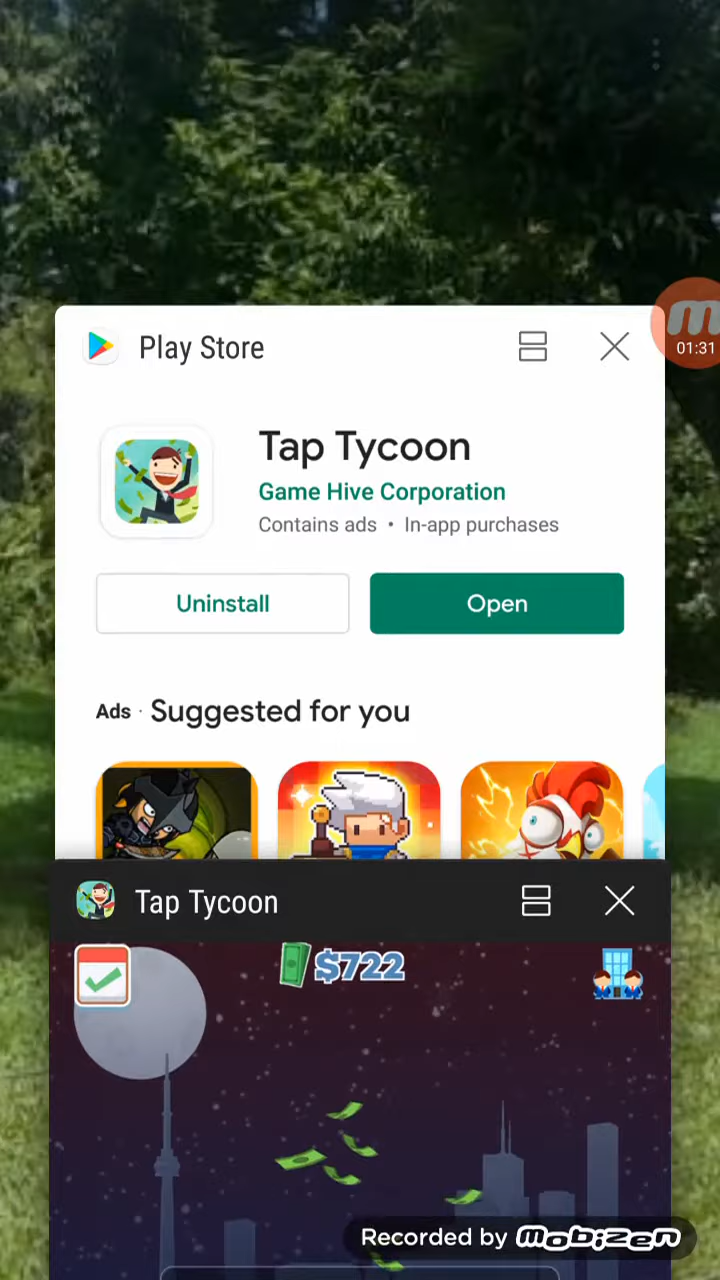 Play Store
01:31
Tap Tycoon
Game Hive Corporation
Contains ads • In-app purchases
Uninstall
Open
Ads · Suggested for you
Tap Tycoon
$722
Recorded by mobizen